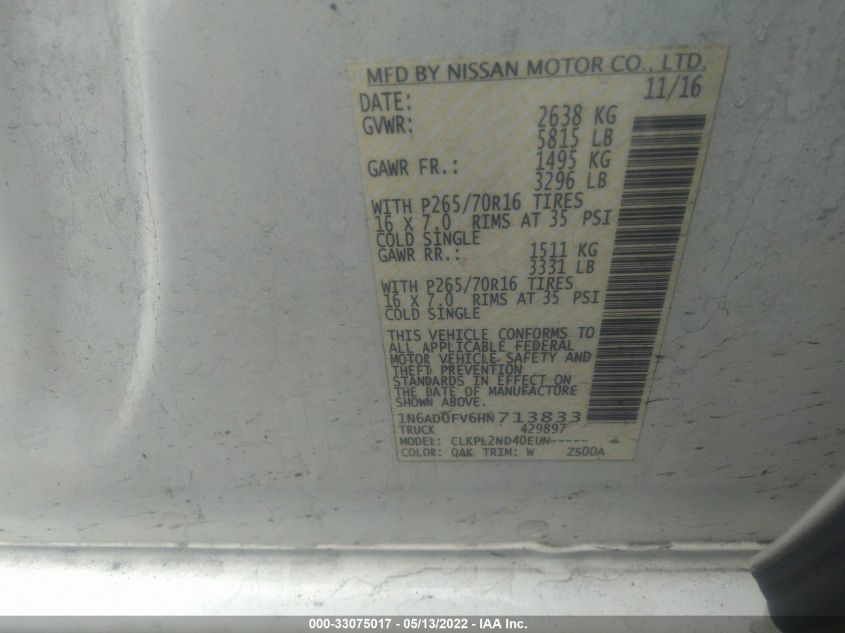 MFD BY NISSAN MOTOR CO., LTD.
DATE: 11/16
GVWR: 2638 KG
5815 LB
GAWR FR.: 1495 KG
3296 LB
WITH P265/70R16 TIRES
16 X 7.0 RIMS AT 35 PSI
COLD SINGLE
GAWR RR.: 1511 KG
3331 LB
WITH P265/70R16 TIRES
16 X 7.0 RIMS AT 35 PSI
COLD SINGLE
THIS VEHICLE CONFORMS TO
ALL APPLICABLE FEDERAL
MOTOR VEHICLE SAFETY AND
THEFT PREVENTION
STANDARDS IN EFFECT ON
THE DATE OF MANUFACTURE
SHOWN ABOVE.
1N6AD0FV6HN713833
TRUCK 429897
MODEL: CLKPL2ND40EUN-----
COLOR: QAK TRIM: W ZS00A
000-33075017 - 05/13/2022 - IAA Inc.